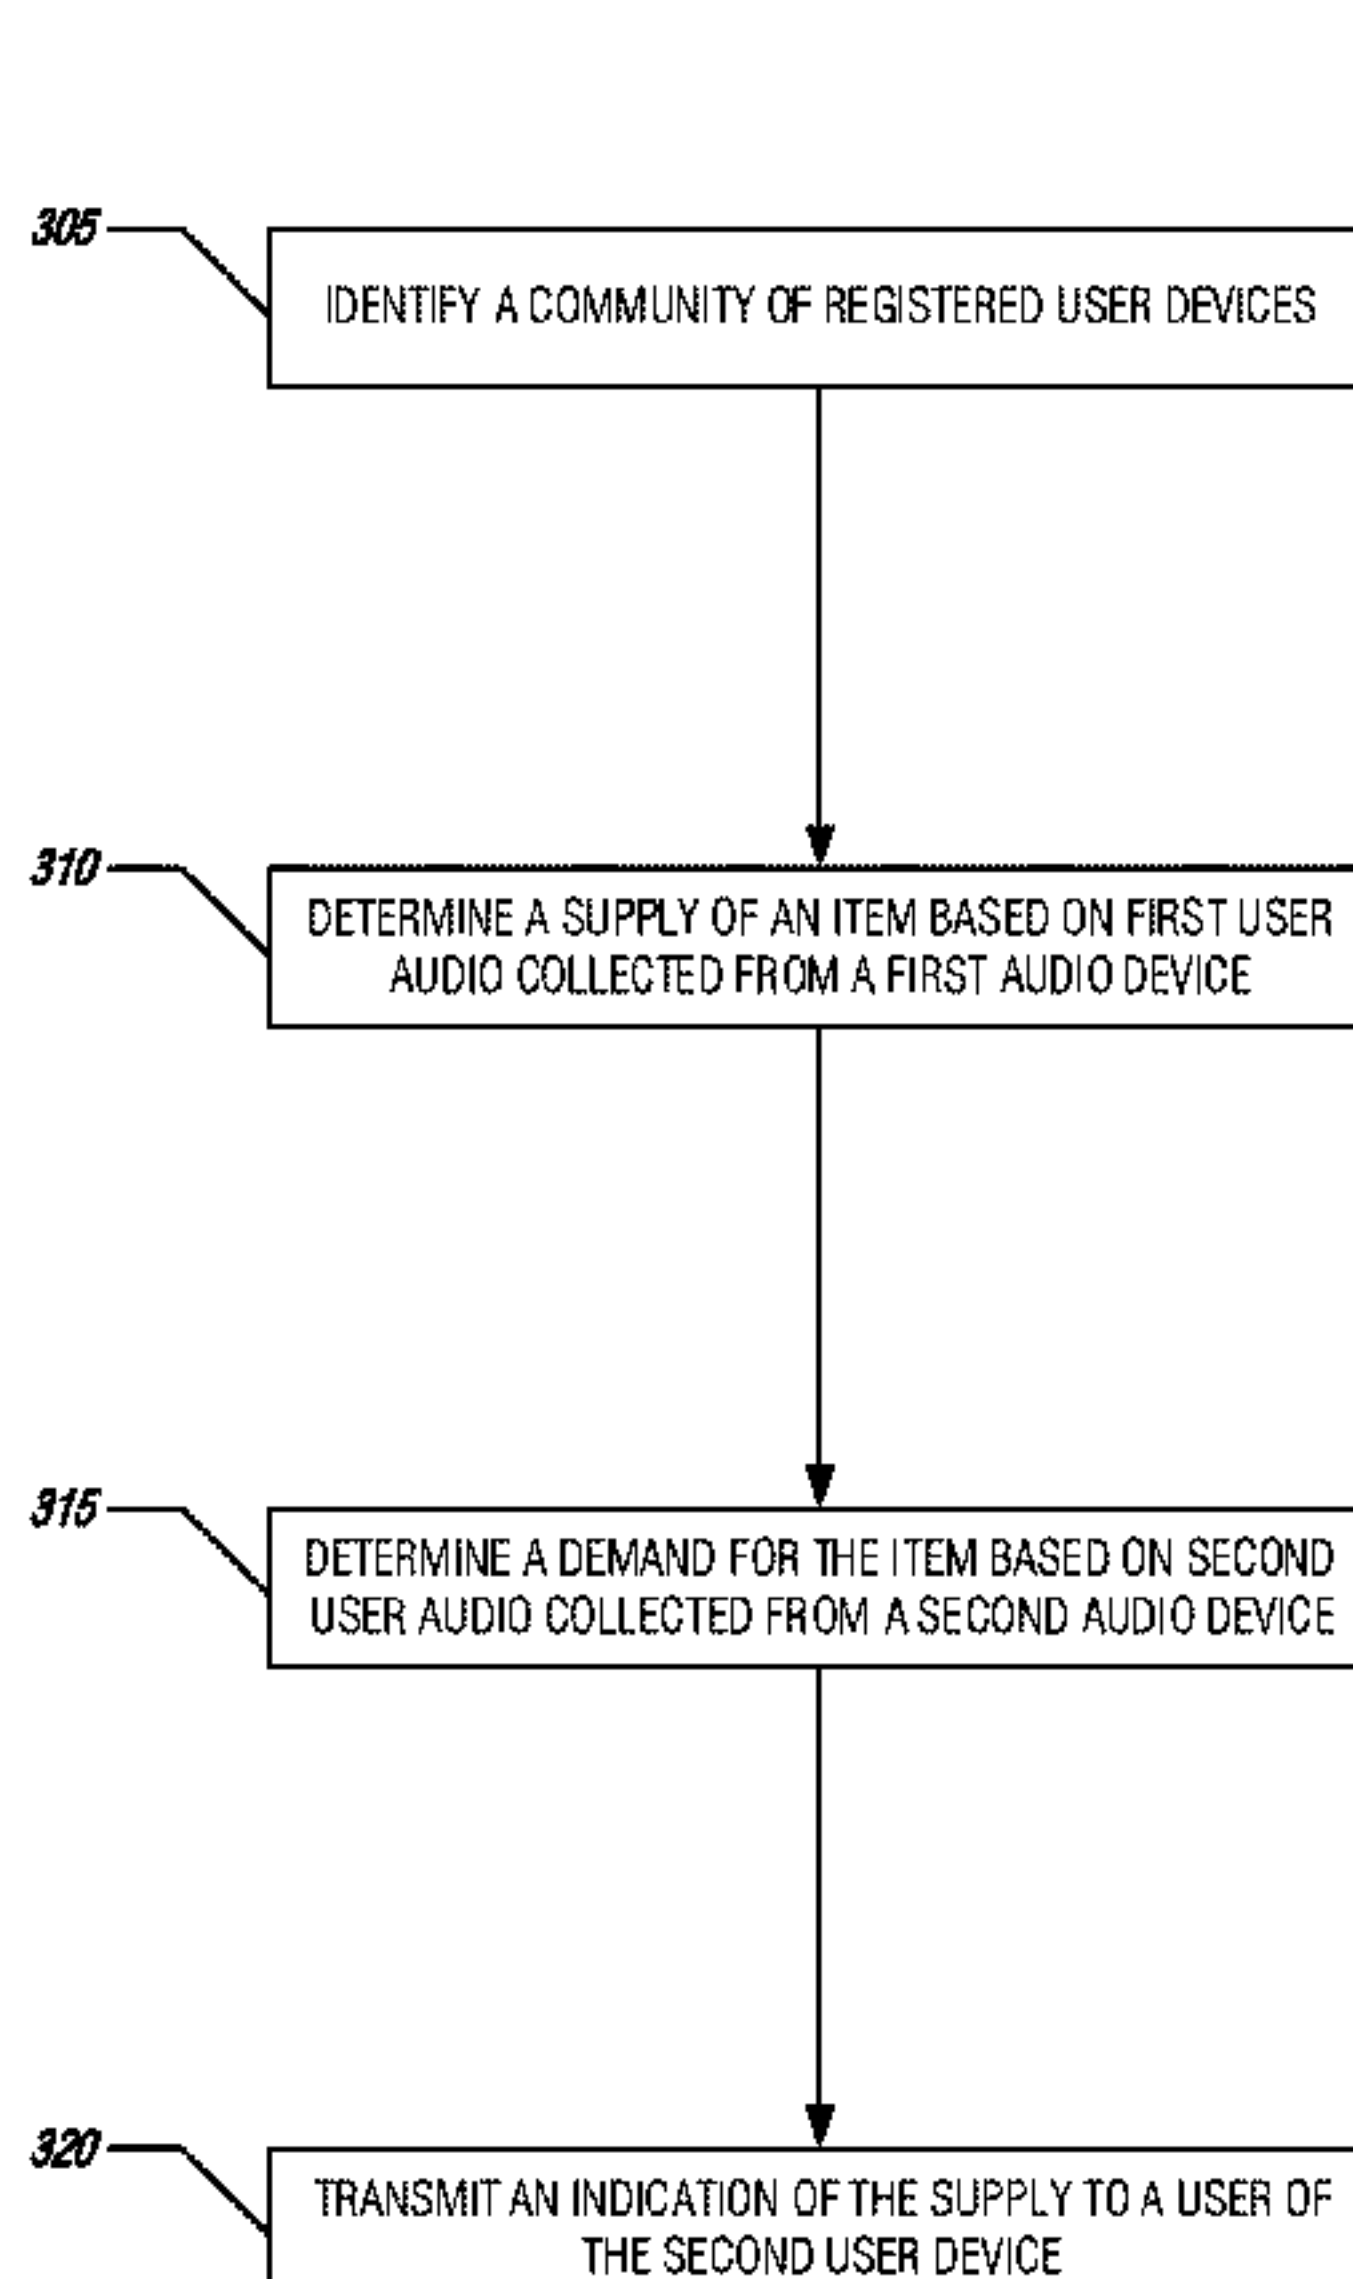 305
IDENTIFY A COMMUNITY OF REGISTERED USER DEVICES
310
DETERMINE A SUPPLY OF AN ITEM BASED ON FIRST USER
AUDIO COLLECTED FROM A FIRST AUDIO DEVICE
315
DETERMINE A DEMAND FOR THE ITEM BASED ON SECOND
USER AUDIO COLLECTED FROM A SECOND AUDIO DEVICE
320
TRANSMIT AN INDICATION OF THE SUPPLY TO A USER OF
THE SECOND USER DEVICE